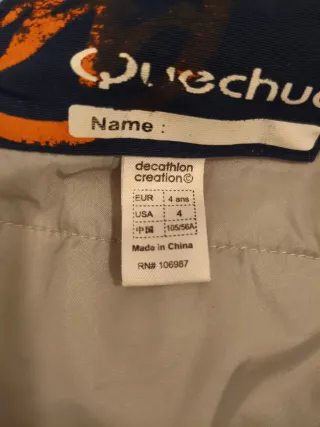 Quechua
Name :
decathlon
creation©
EUR 4 ans
USA 4
中国 105/56A
Made in China
RN# 106987